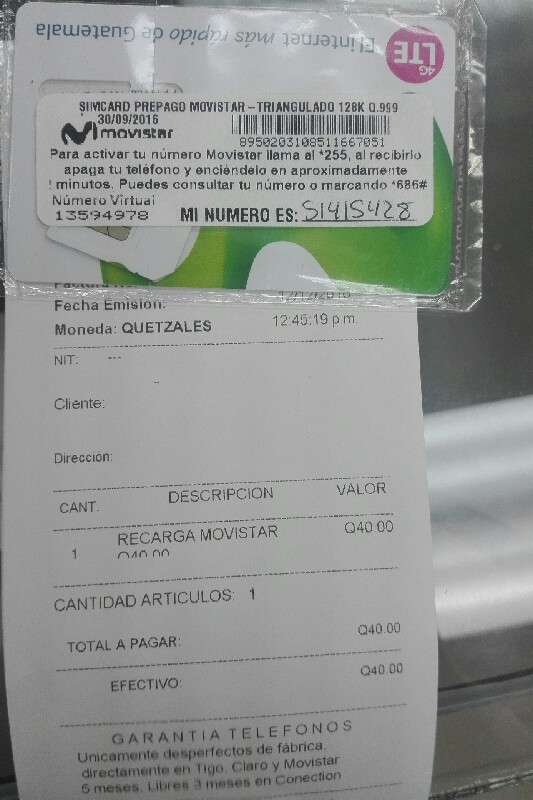 El internet más rápido de Guatemala
4G
LTE
SIMCARD PREPAGO MOVISTAR - TRIANGULADO 128K Q.999
30/09/2016
movistar
8950203108511667051
Para activar tu número Movistar llama al *255, al recibirlo
apaga tu teléfono y enciéndelo en aproximadamente
minutos. Puedes consultar tu número o marcando *686#
Número Virtual
13594978 MI NUMERO ES: 51415428
Fecha Emisión:
Moneda: QUETZALES 12:45:19 p.m.
NIT: ---
Cliente:
Dirección:
CANT. DESCRIPCION VALOR
1 RECARGA MOVISTAR Q40.00
Q40.00
CANTIDAD ARTICULOS: 1
TOTAL A PAGAR: Q40.00
EFECTIVO: Q40.00
GARANTIA TELEFONOS
Unicamente desperfectos de fábrica,
directamente en Tigo, Claro y Movistar
5 meses. Libres 3 meses en Conection